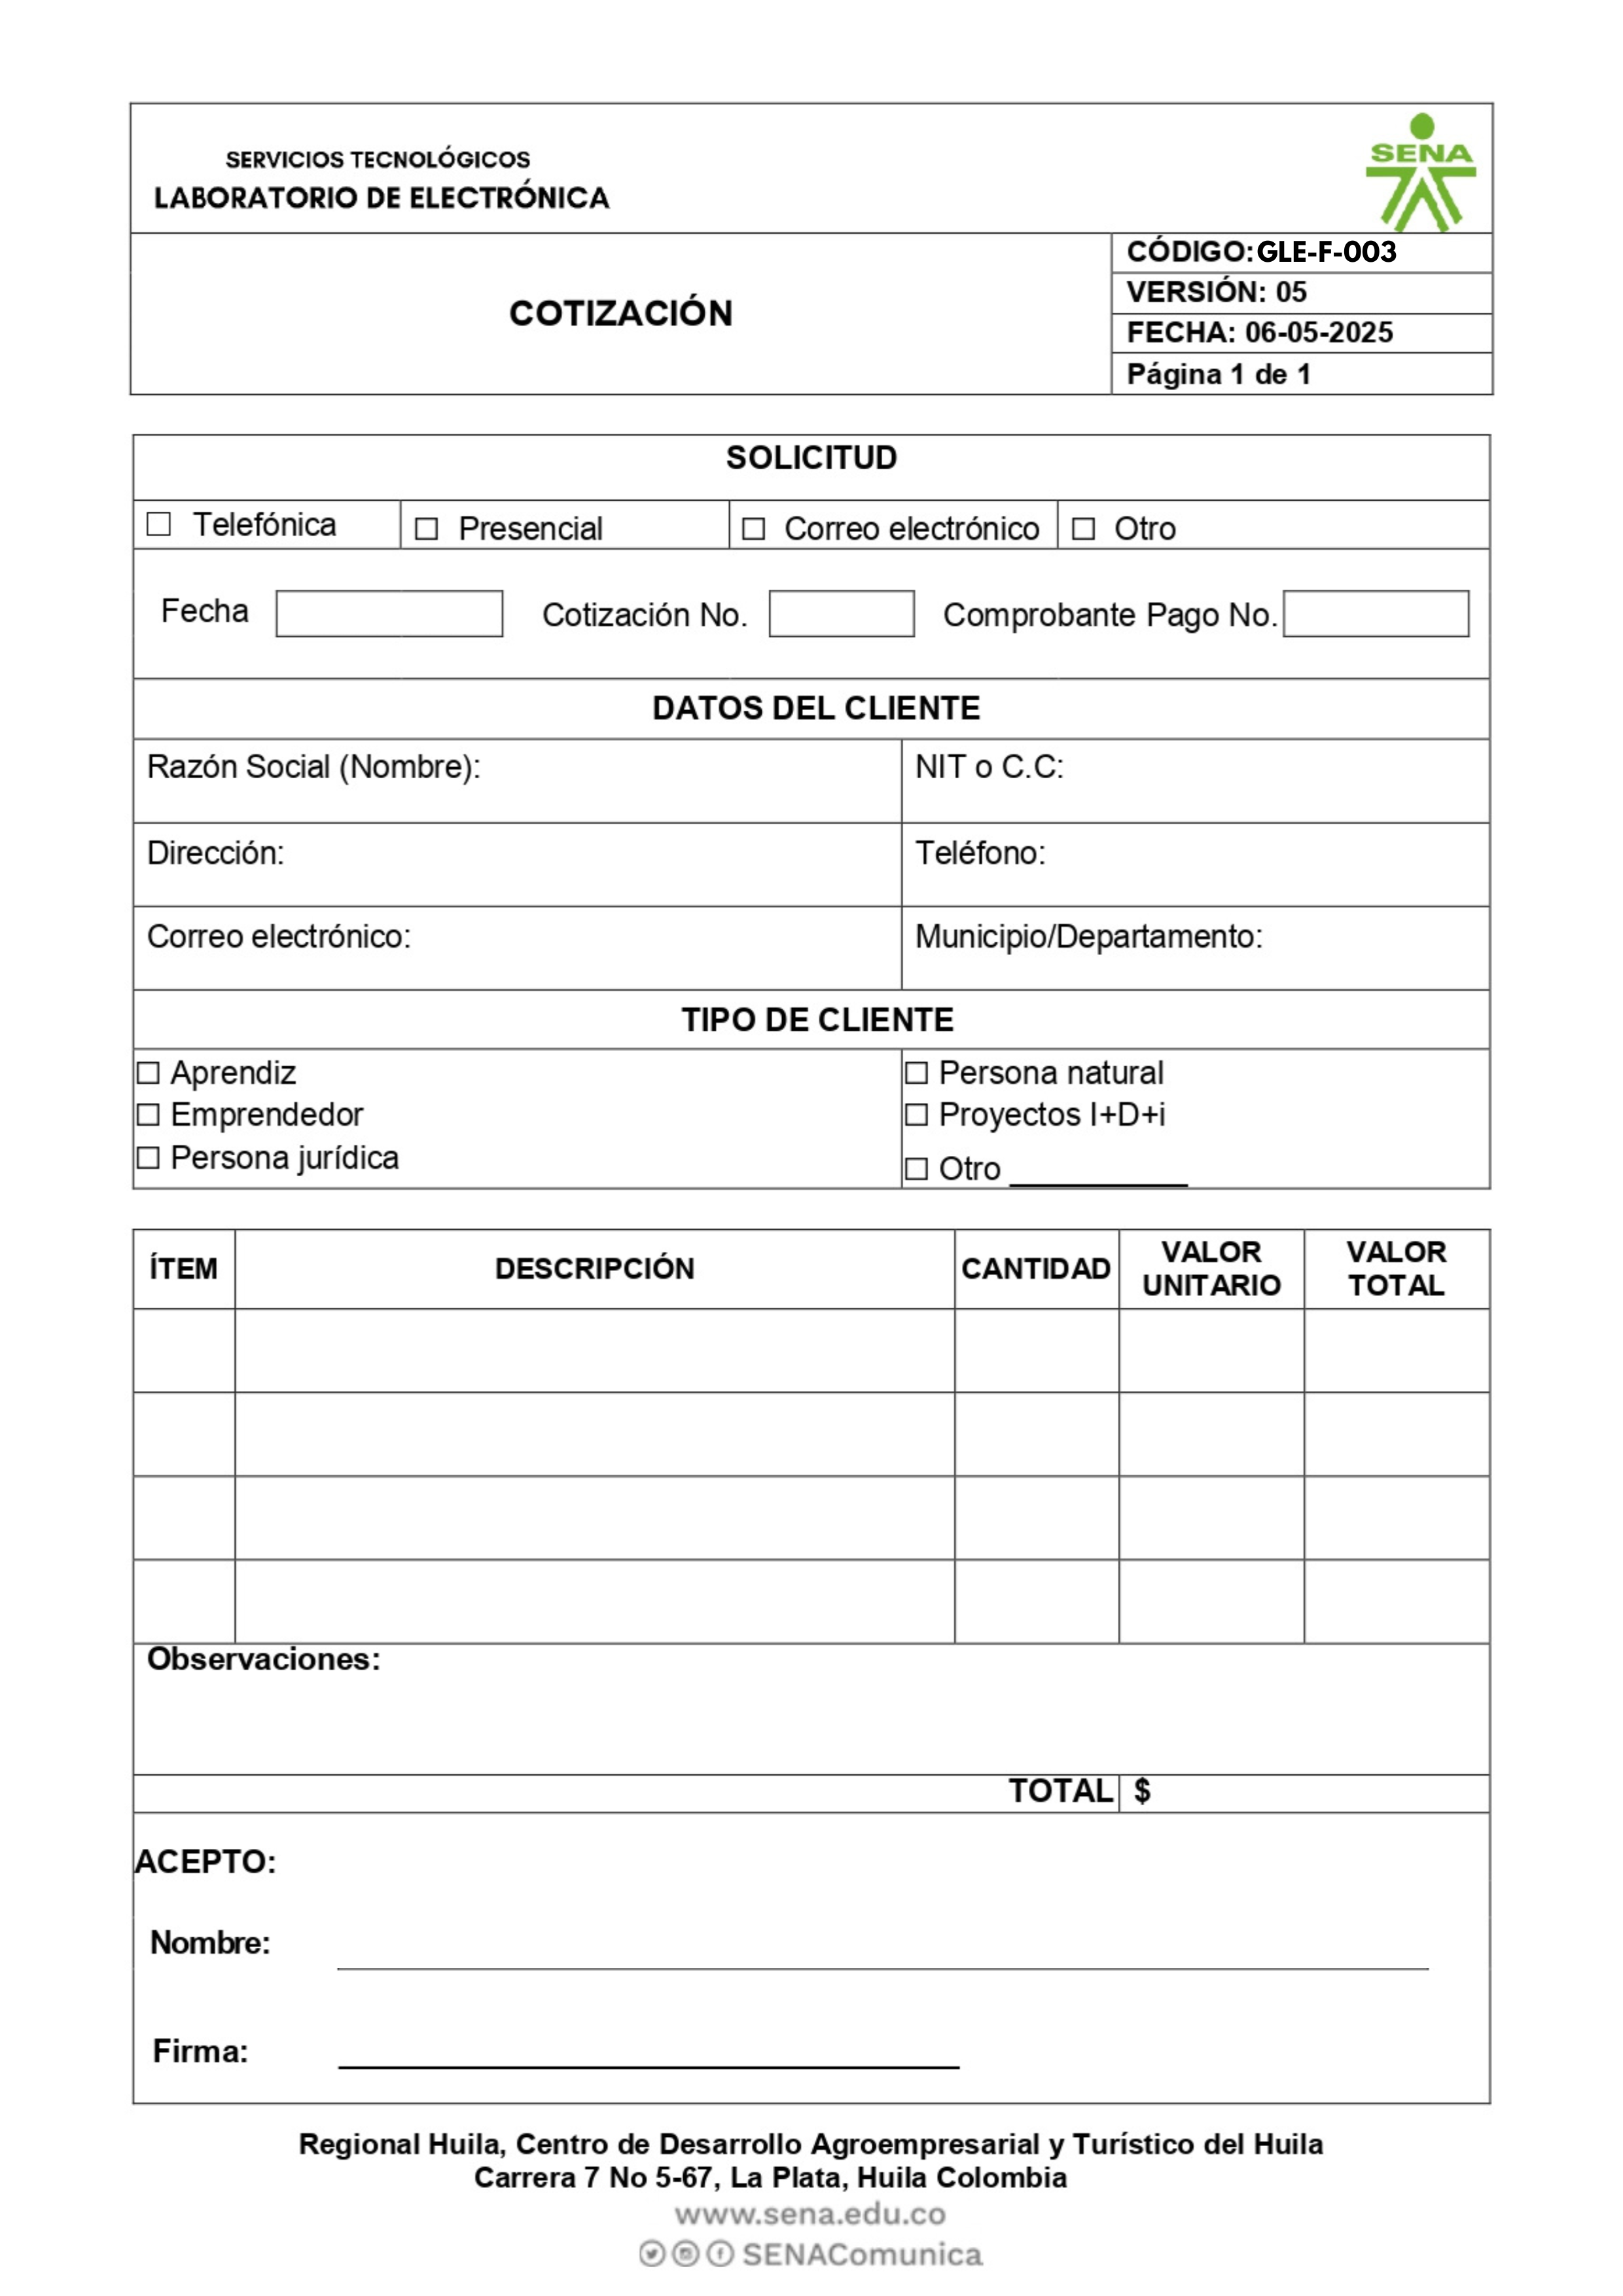 SERVICIOS TECNOLÓGICOS
LABORATORIO DE ELECTRÓNICA
SENA
COTIZACIÓN
CÓDIGO: GLE-F-003
VERSIÓN: 05
FECHA: 06-05-2025
Página 1 de 1
SOLICITUD
☐ Telefónica ☐ Presencial ☐ Correo electrónico ☐ Otro
Fecha Cotización No. Comprobante Pago No.
DATOS DEL CLIENTE
Razón Social (Nombre): NIT o C.C:
Dirección: Teléfono:
Correo electrónico: Municipio/Departamento:
TIPO DE CLIENTE
☐ Aprendiz ☐ Persona natural
☐ Emprendedor ☐ Proyectos I+D+i
☐ Persona jurídica ☐ Otro
ÍTEM DESCRIPCIÓN CANTIDAD VALOR UNITARIO VALOR TOTAL
Observaciones:
TOTAL $
ACEPTO:
Nombre:
Firma:
Regional Huila, Centro de Desarrollo Agroempresarial y Turístico del Huila
Carrera 7 No 5-67, La Plata, Huila Colombia
www.sena.edu.co
SENAComunica